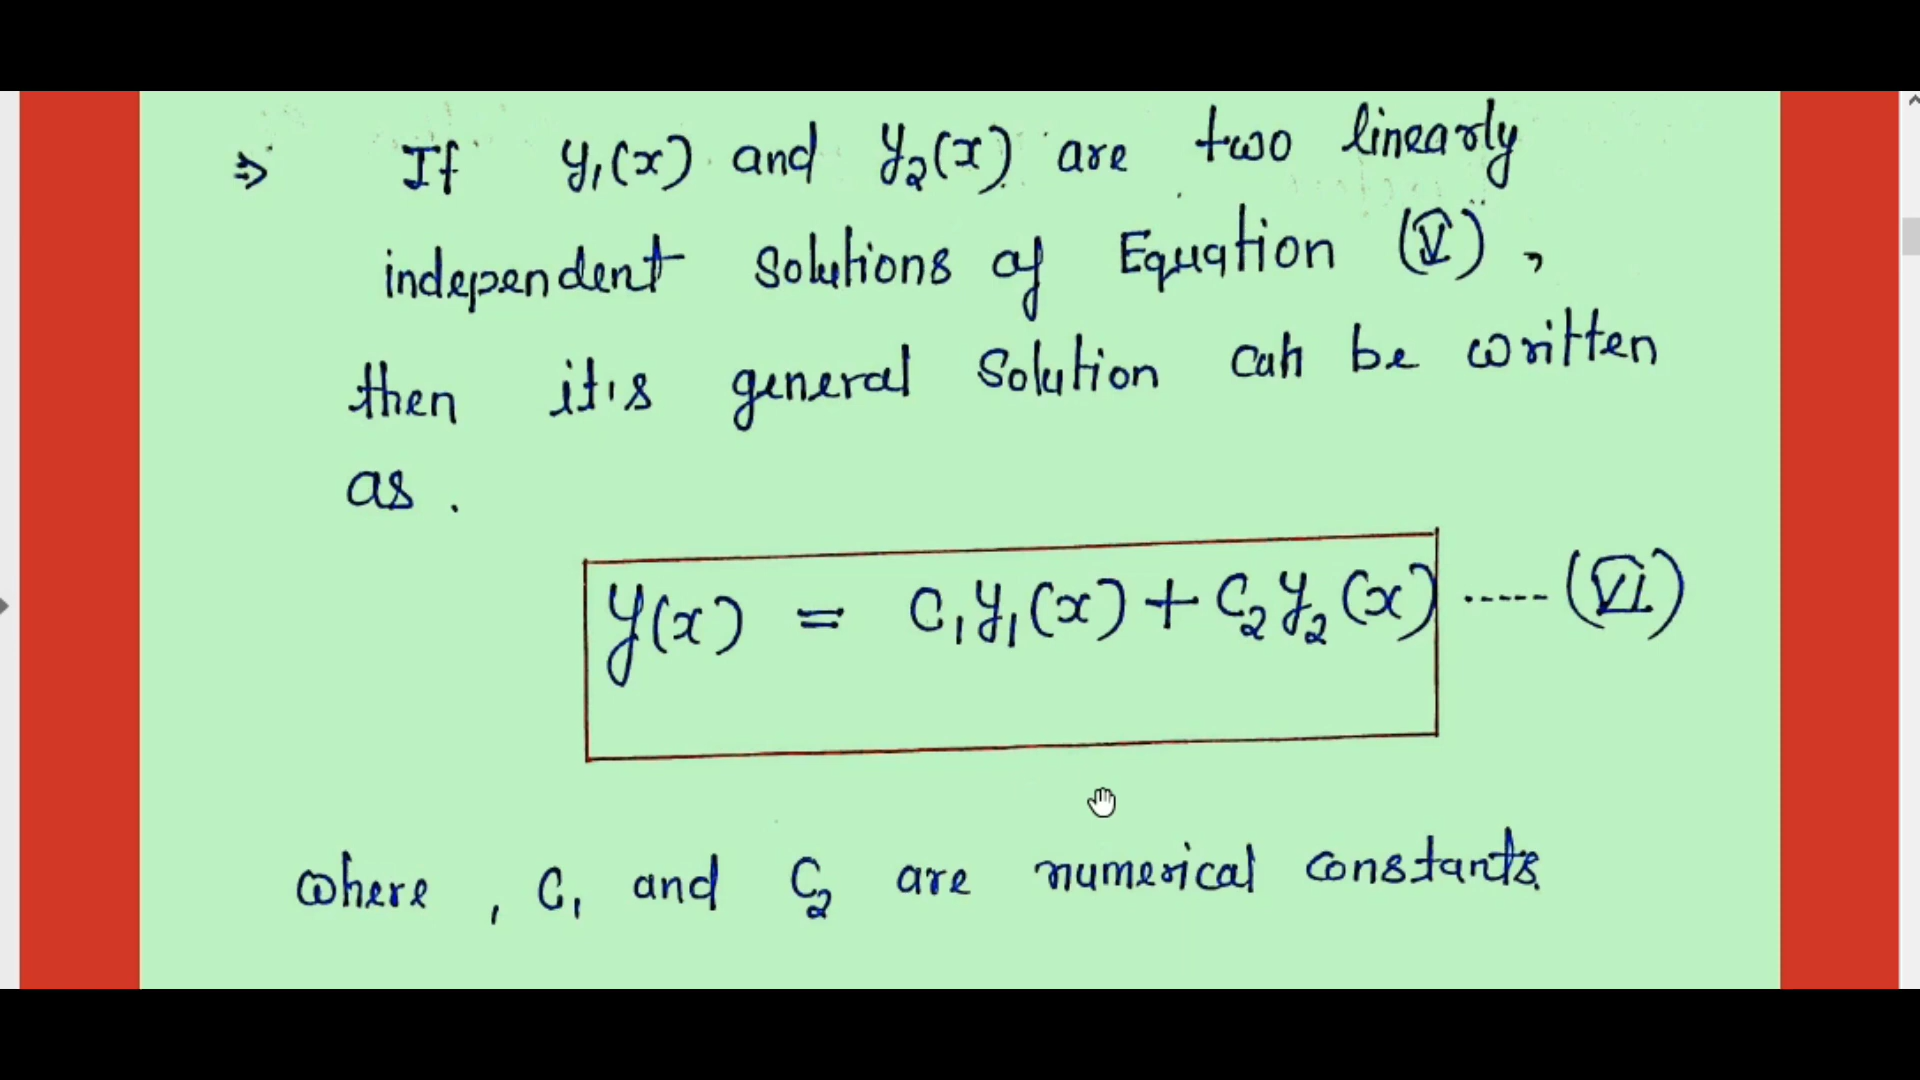 ⇒ If y₁(x) and y₂(x) are two linearly
independent solutions of Equation (V),
then it's general solution can be written
as.
y(x) = C₁y₁(x) + C₂y₂(x) ----- (VI)
where, C₁ and C₂ are numerical constants.